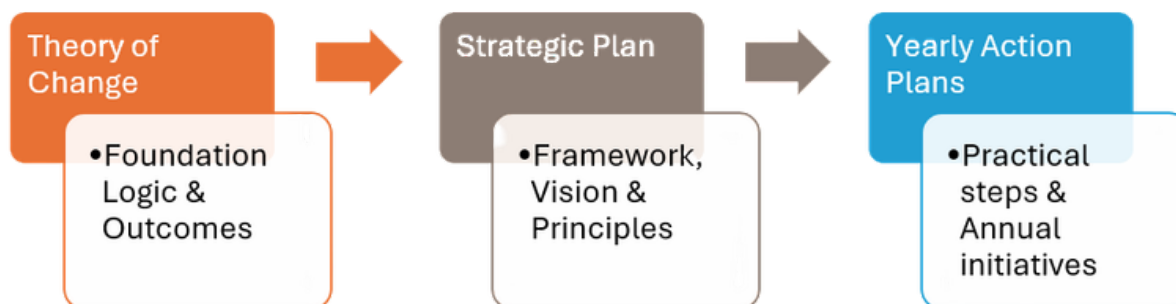 Theory of
Change
•Foundation
Logic &
Outcomes
Strategic Plan
•Framework,
Vision &
Principles
Yearly Action
Plans
•Practical
steps &
Annual
initiatives